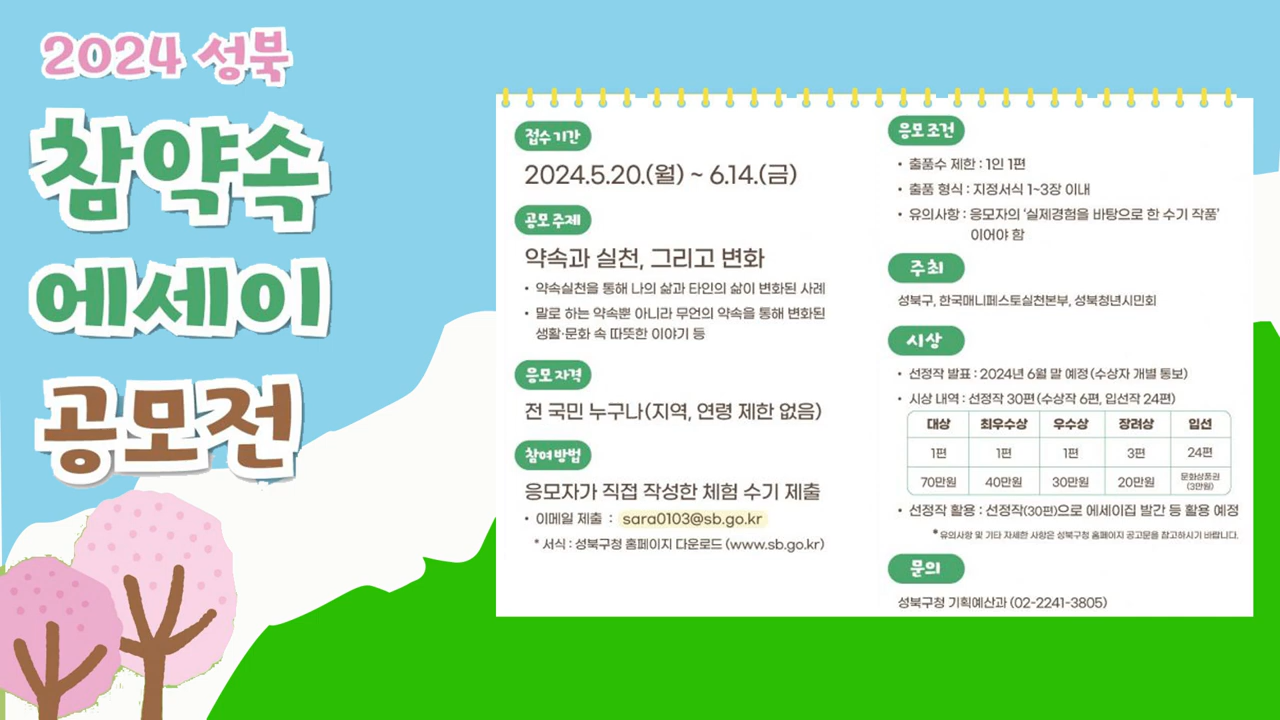 2024 성북
참약속
에세이
공모전
접수기간
2024.5.20.(월) ~ 6.14.(금)
공모 주제
약속과 실천, 그리고 변화
• 약속실천을 통해 나의 삶과 타인의 삶이 변화된 사례
• 말로 하는 약속뿐 아니라 무언의 약속을 통해 변화된
생활·문화 속 따뜻한 이야기 등
응모 자격
전 국민 누구나(지역, 연령 제한 없음)
참여 방법
응모자가 직접 작성한 체험 수기 제출
• 이메일 제출 : sara0103@sb.go.kr
* 서식 : 성북구청 홈페이지 다운로드 (www.sb.go.kr)
응모 조건
• 출품수 제한 : 1인 1편
• 출품 형식 : 지정서식 1~3장 이내
• 유의사항 : 응모자의 '실제경험을 바탕으로 한 수기 작품'
이어야 함
주최
성북구, 한국매니페스토실천본부, 성북청년시민회
시상
• 선정작 발표 : 2024년 6월 말 예정 (수상자 개별 통보)
• 시상 내역 : 선정작 30편 (수상작 6편, 입선작 24편)
대상 최우수상 우수상 장려상 입선
1편 1편 1편 3편 24편
70만원 40만원 30만원 20만원 문화상품권
(3만원)
• 선정작 활용 : 선정작(30편)으로 에세이집 발간 등 활용 예정
* 유의사항 및 기타 자세한 사항은 성북구청 홈페이지 공고문을 참고하시기 바랍니다.
문의
성북구청 기획예산과 (02-2241-3805)